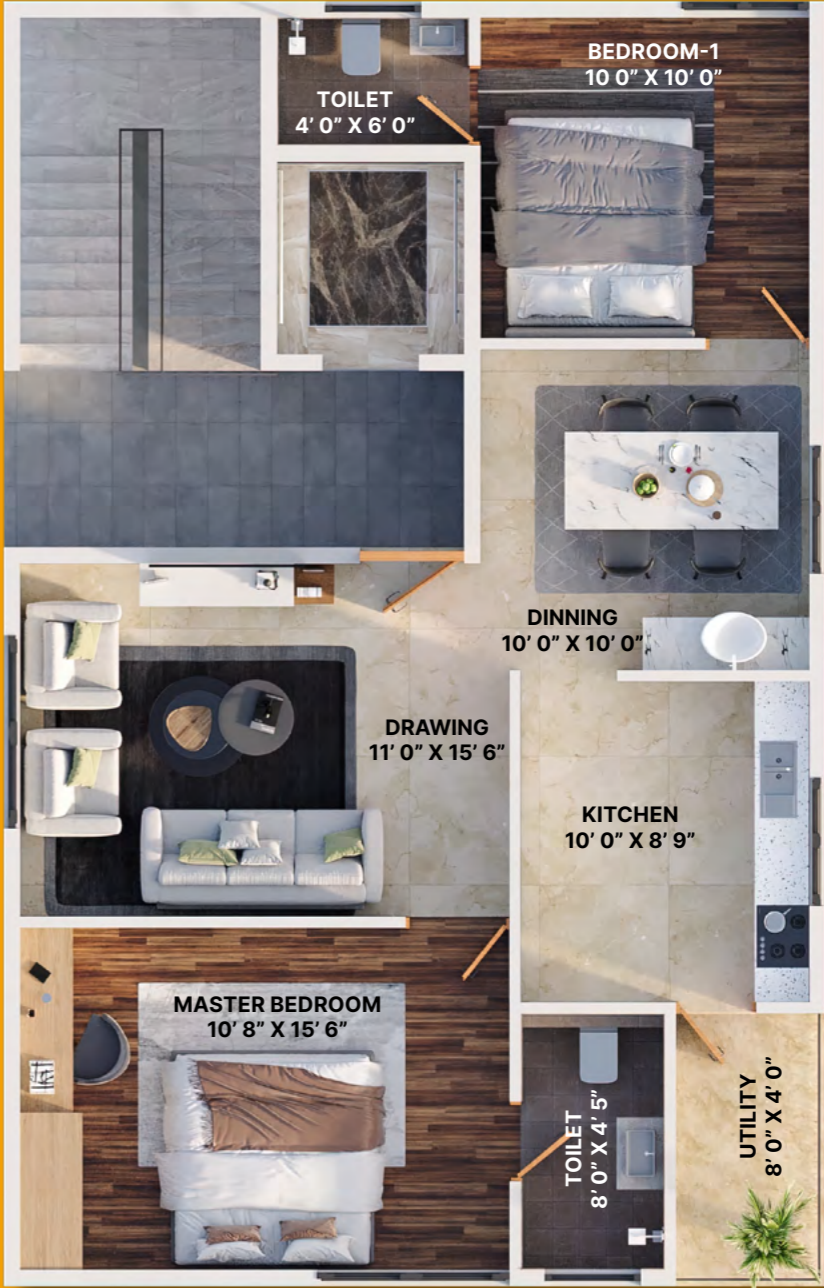 BEDROOM-1
10 0” X 10’ 0”
TOILET
4’ 0” X 6’ 0”
DINNING
10’ 0” X 10’ 0”
DRAWING
11’ 0” X 15’ 6”
KITCHEN
10’ 0” X 8’ 9”
MASTER BEDROOM
10’ 8” X 15’ 6”
TOILET
8’ 0” X 4’ 5”
UTILITY
8’ 0” X 4’ 0”